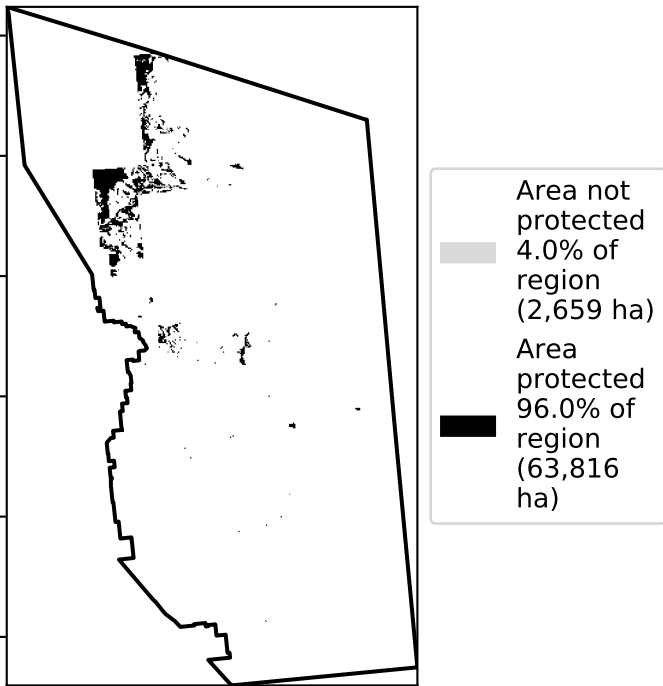 Area not
protected
4.0% of
region
(2,659 ha)
Area
protected
96.0% of
region
(63,816
ha)